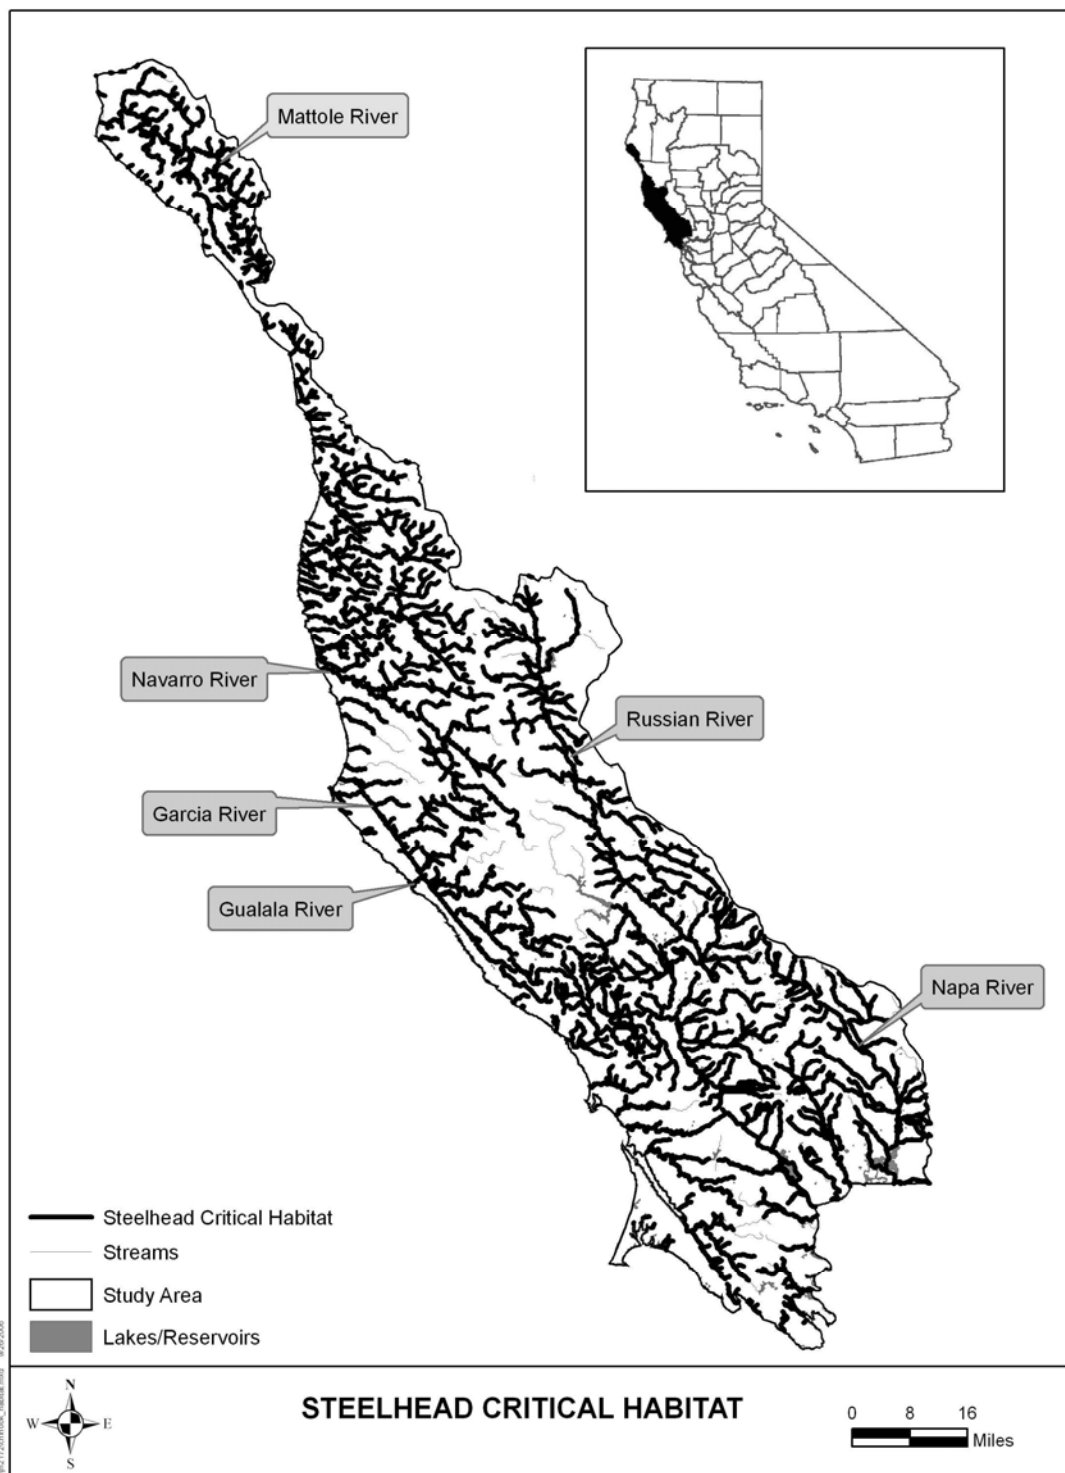 Mattole River
Navarro River
Russian River
Garcia River
Gualala River
Napa River
Steelhead Critical Habitat
Streams
Study Area
Lakes/Reservoirs
N
W E
S
STEELHEAD CRITICAL HABITAT
0 8 16
Miles